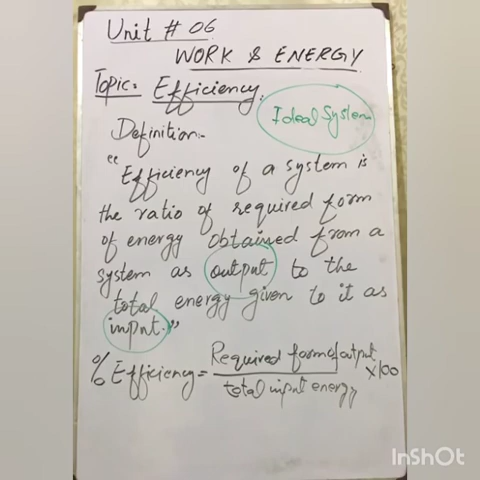 Unit # 06
WORK & ENERGY
Topic: Efficiency.
Ideal System
Definition:-
"Efficiency of a system is
the ratio of required form
of energy obtained from a
system as output to the
total energy given to it as
input."
% Efficiency = Required form of output / total input energy ×100
InShOt